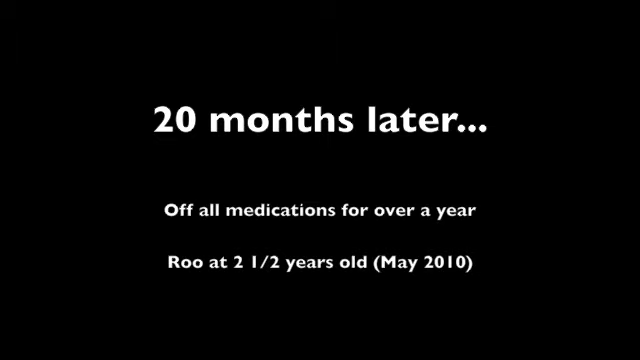 20 months later...
Off all medications for over a year
Roo at 2 1/2 years old (May 2010)